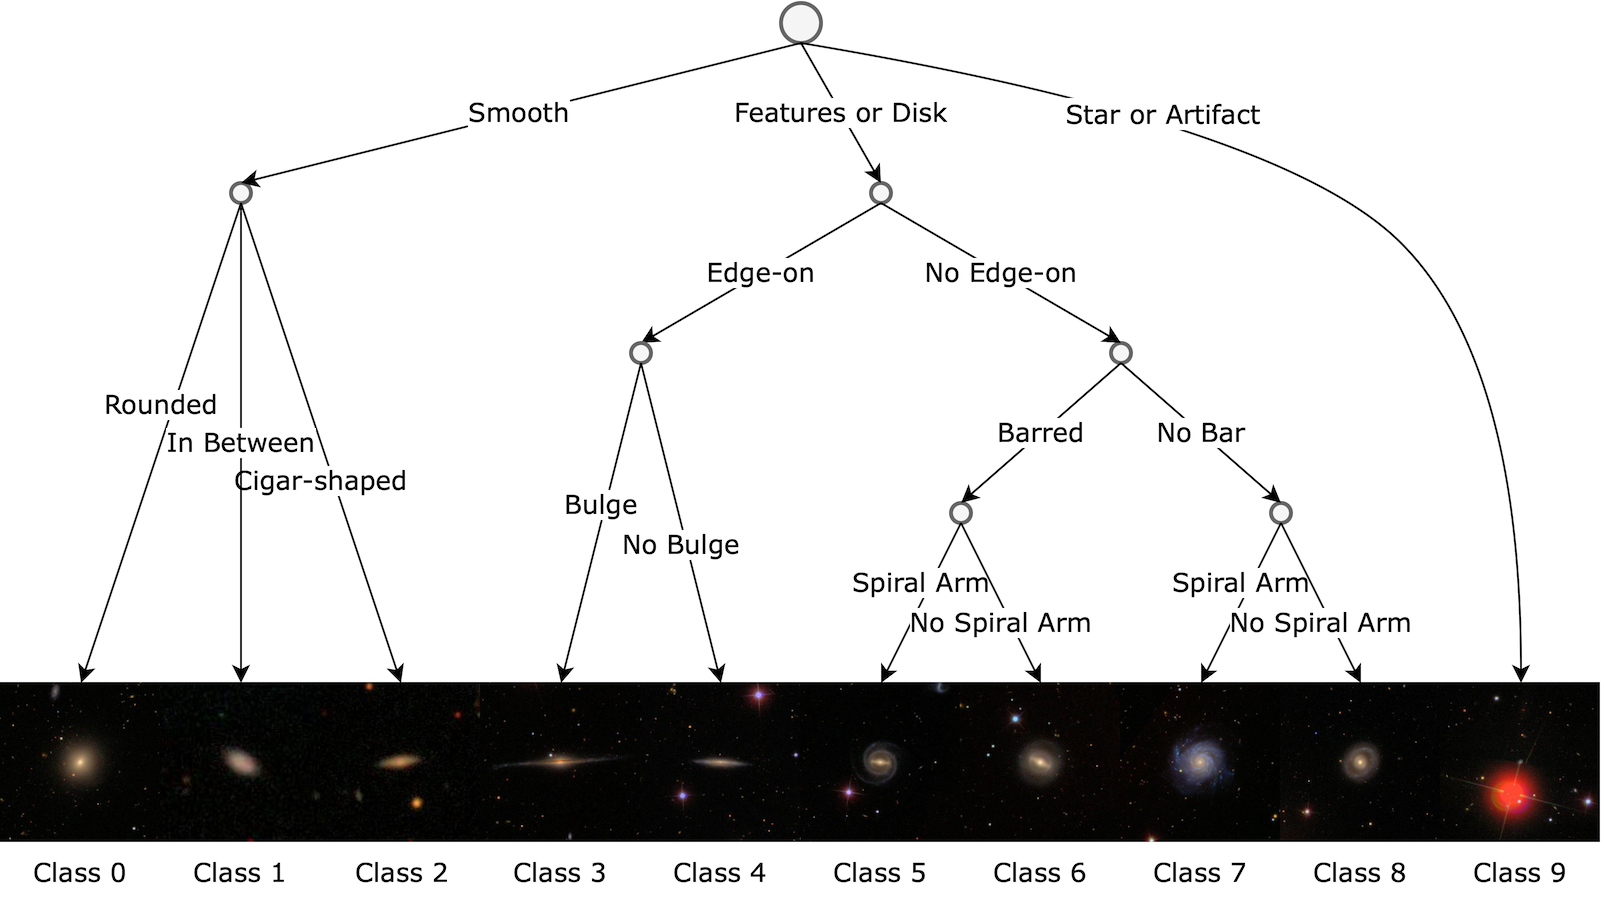 Smooth
Features or Disk
Star or Artifact
Edge-on
No Edge-on
Rounded
In Between
Cigar-shaped
Barred
No Bar
Bulge
No Bulge
Spiral Arm
No Spiral Arm
Spiral Arm
No Spiral Arm
Class 0
Class 1
Class 2
Class 3
Class 4
Class 5
Class 6
Class 7
Class 8
Class 9